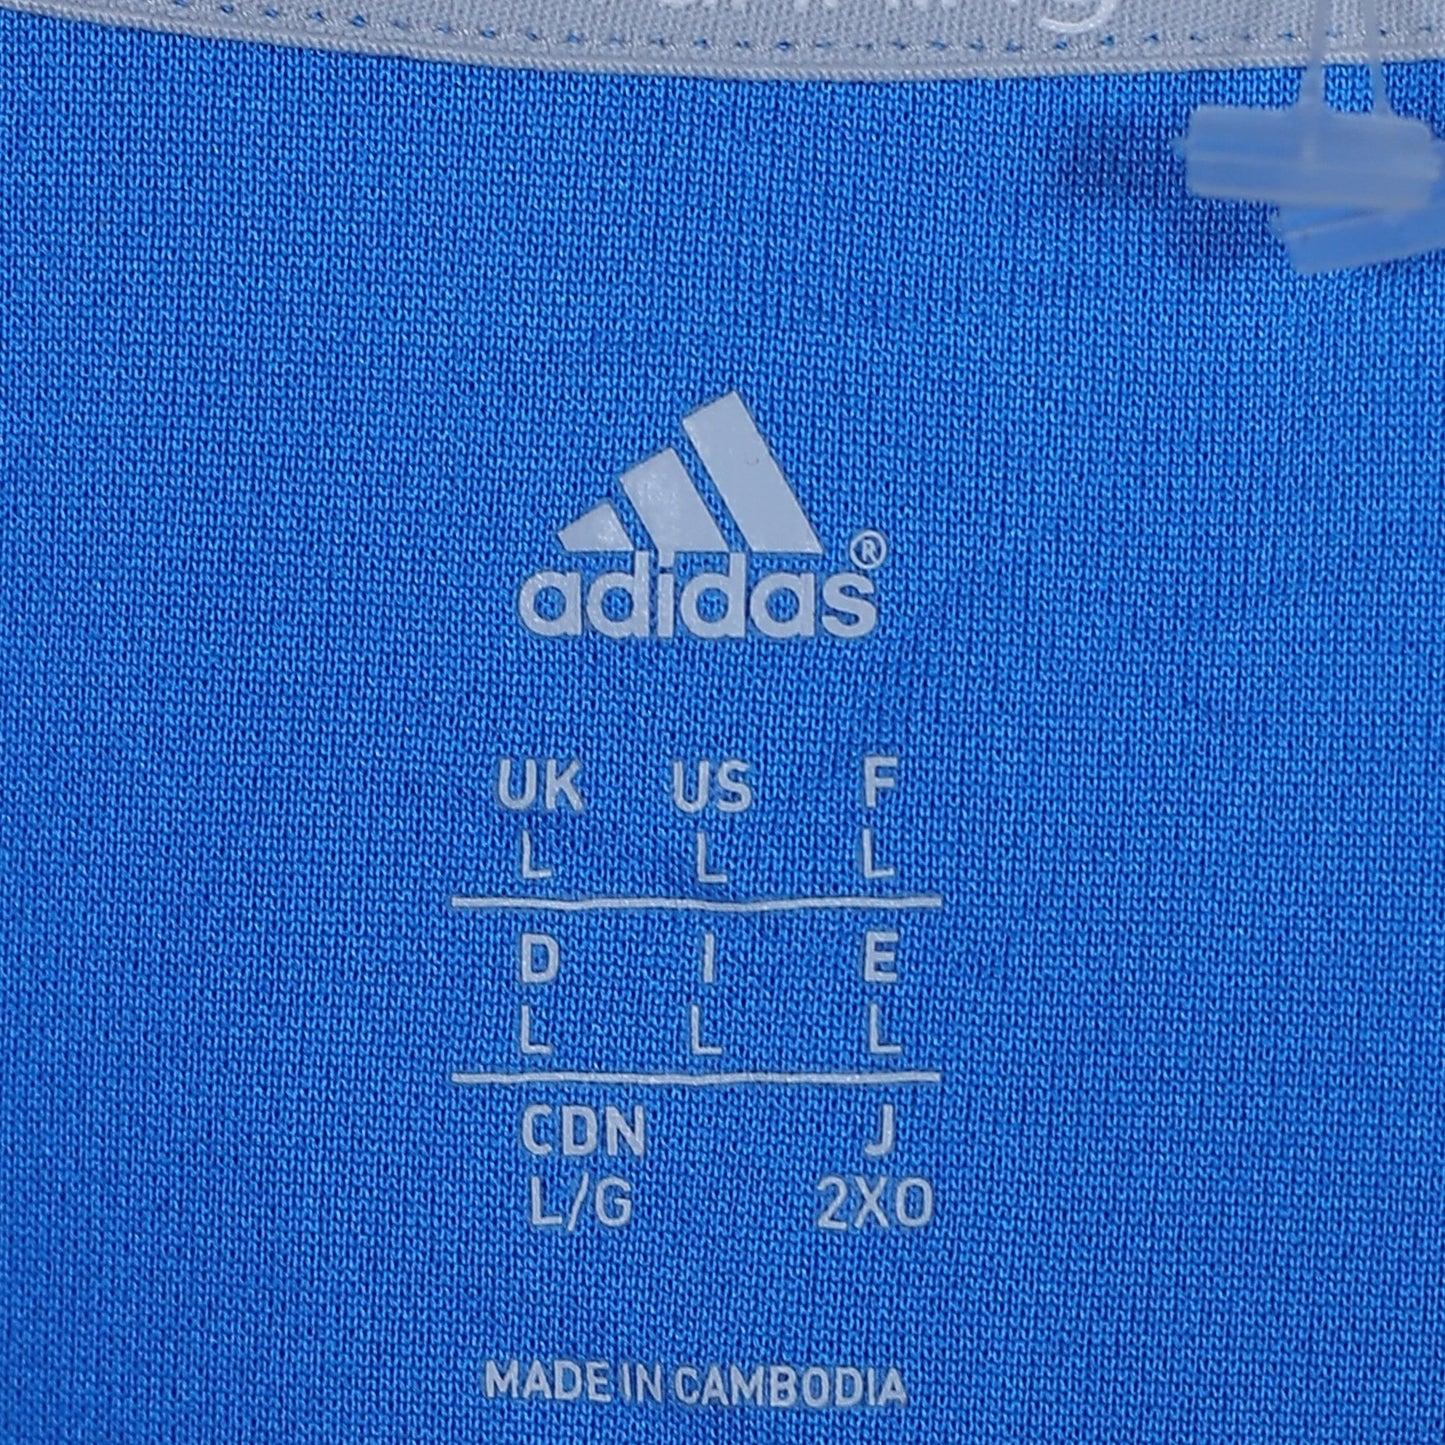 adidas®
UK US F
L L L
D I E
L L L
CDN J
L/G 2XO
MADE IN CAMBODIA